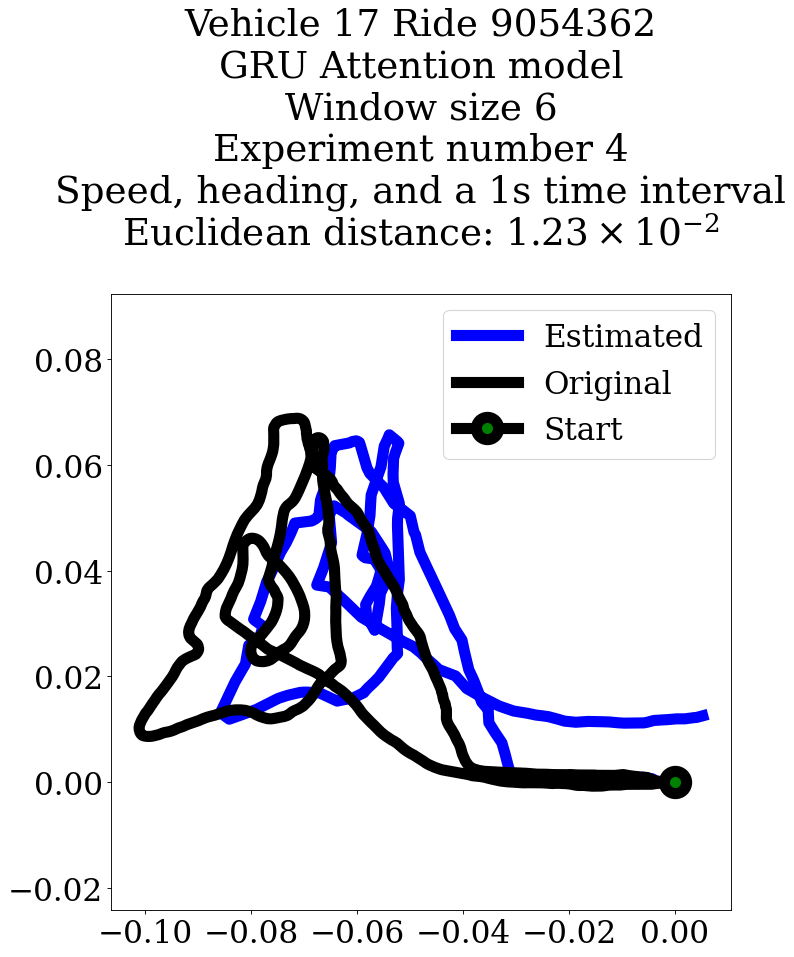 Vehicle 17 Ride 9054362
GRU Attention model
Window size 6
Experiment number 4
Speed, heading, and a 1s time interval
Euclidean distance: 1.23 × 10⁻²
Estimated
Original
Start
0.08
0.06
0.04
0.02
0.00
−0.02
−0.10 −0.08 −0.06 −0.04 −0.02 0.00